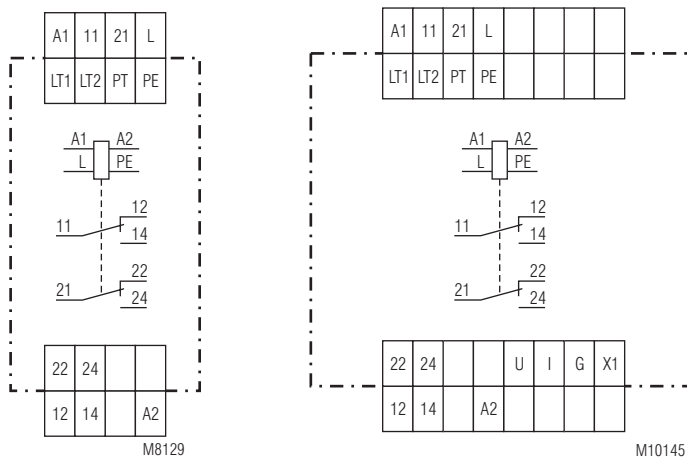 A1 11 21 L
LT1 LT2 PT PE
A1 A2
L PE
12
11
14
22
21
24
22 24
12 14 A2
M8129
A1 11 21 L
LT1 LT2 PT PE
A1 A2
L PE
12
11
14
22
21
24
22 24 U I G X1
12 14 A2
M10145